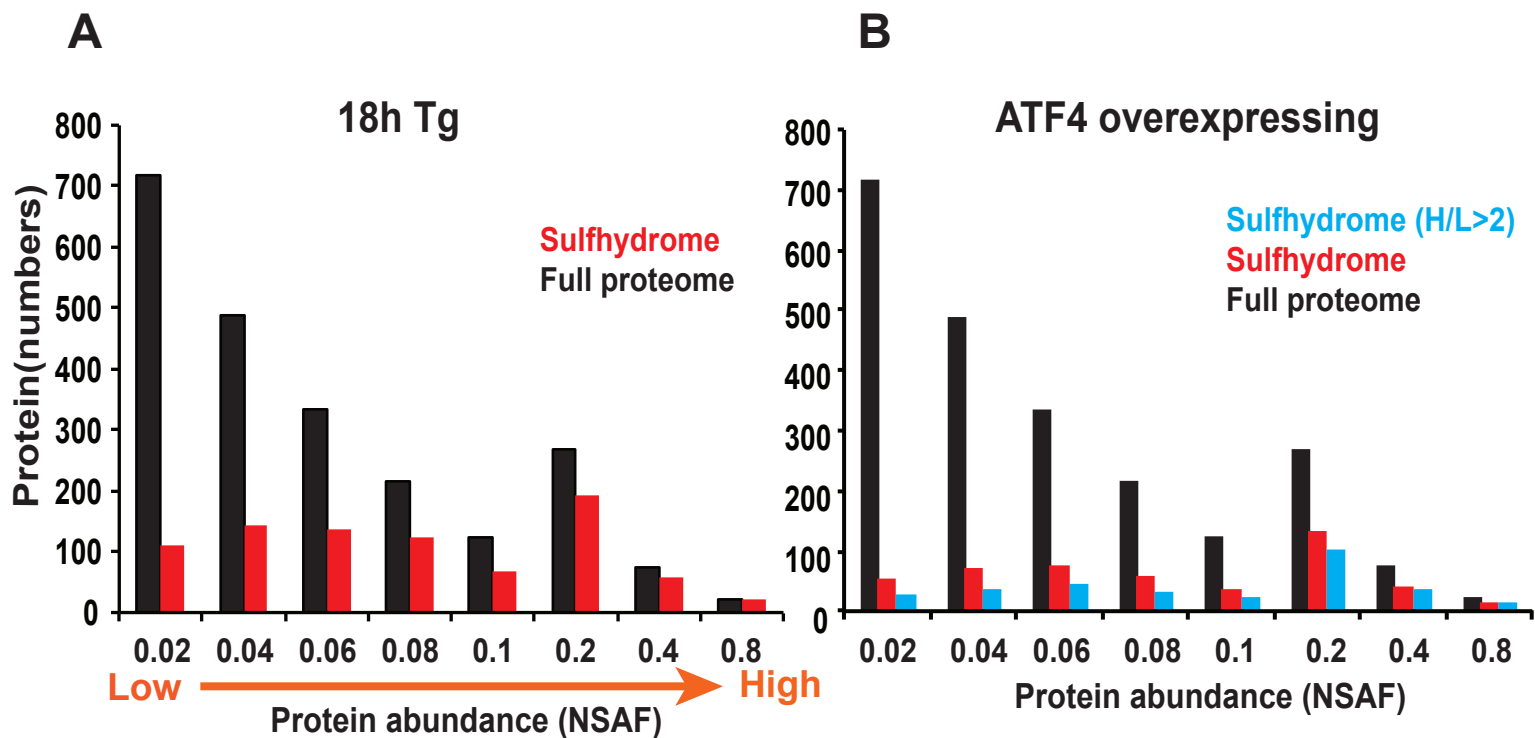 A
18h Tg
Sulfhydrome
Full proteome
Protein(numbers)
800
700
600
500
400
300
200
100
0
0.02 0.04 0.06 0.08 0.1 0.2 0.4 0.8
Low High
Protein abundance (NSAF)
B
ATF4 overexpressing
Sulfhydrome (H/L>2)
Sulfhydrome
Full proteome
800
700
600
500
400
300
200
100
0
0.02 0.04 0.06 0.08 0.1 0.2 0.4 0.8
Protein abundance (NSAF)